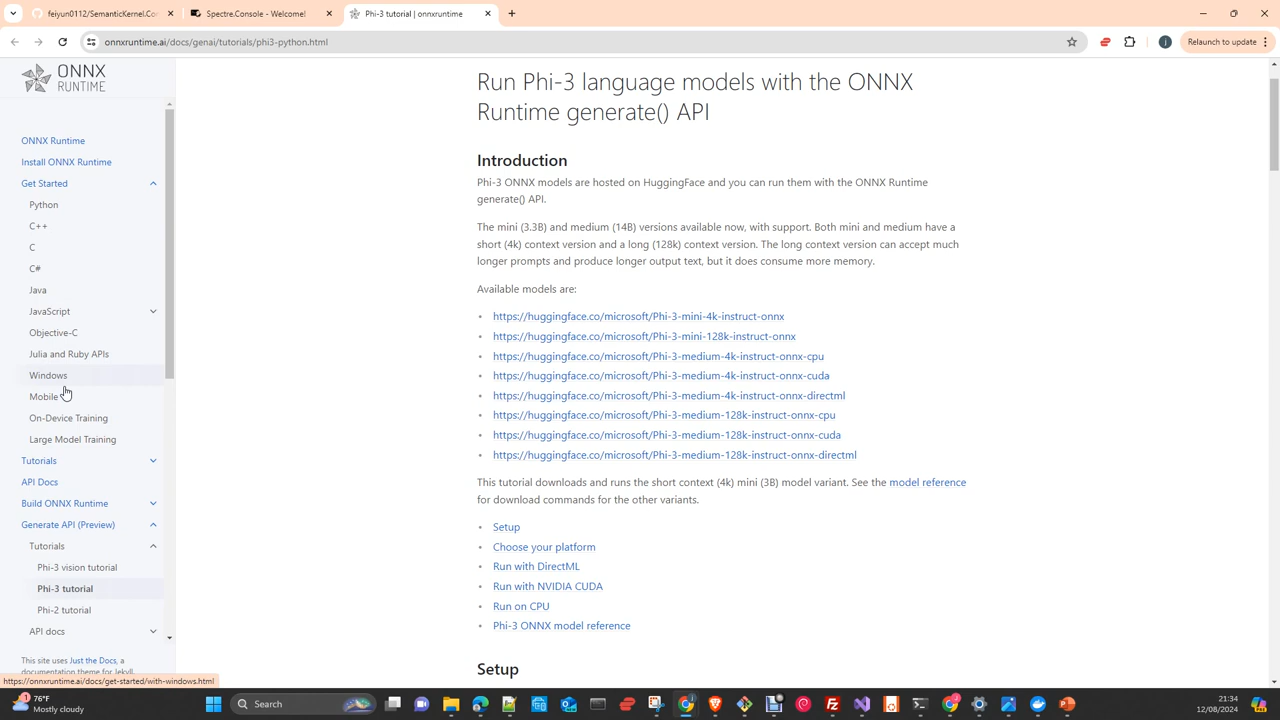 feiyun0112/SemanticKernel.Con
Spectre.Console - Welcome!
Phi-3 tutorial | onnxruntime
onnxruntime.ai/docs/genai/tutorials/phi3-python.html
Relaunch to update
ONNX
RUNTIME
ONNX Runtime
Install ONNX Runtime
Get Started
Python
C++
C
C#
Java
JavaScript
Objective-C
Julia and Ruby APIs
Windows
Mobile
On-Device Training
Large Model Training
Tutorials
API Docs
Build ONNX Runtime
Generate API (Preview)
Tutorials
Phi-3 vision tutorial
Phi-3 tutorial
Phi-2 tutorial
API docs
This site uses Just the Docs, a
documentation theme for Jekyll.
https://onnxruntime.ai/docs/get-started/with-windows.html
Run Phi-3 language models with the ONNX
Runtime generate() API
Introduction
Phi-3 ONNX models are hosted on HuggingFace and you can run them with the ONNX Runtime
generate() API.
The mini (3.3B) and medium (14B) versions available now, with support. Both mini and medium have a
short (4k) context version and a long (128k) context version. The long context version can accept much
longer prompts and produce longer output text, but it does consume more memory.
Available models are:
https://huggingface.co/microsoft/Phi-3-mini-4k-instruct-onnx
https://huggingface.co/microsoft/Phi-3-mini-128k-instruct-onnx
https://huggingface.co/microsoft/Phi-3-medium-4k-instruct-onnx-cpu
https://huggingface.co/microsoft/Phi-3-medium-4k-instruct-onnx-cuda
https://huggingface.co/microsoft/Phi-3-medium-4k-instruct-onnx-directml
https://huggingface.co/microsoft/Phi-3-medium-128k-instruct-onnx-cpu
https://huggingface.co/microsoft/Phi-3-medium-128k-instruct-onnx-cuda
https://huggingface.co/microsoft/Phi-3-medium-128k-instruct-onnx-directml
This tutorial downloads and runs the short context (4k) mini (3B) model variant. See the model reference
for download commands for the other variants.
Setup
Choose your platform
Run with DirectML
Run with NVIDIA CUDA
Run on CPU
Phi-3 ONNX model reference
Setup
76°F
Mostly cloudy
Search
21:34
12/08/2024